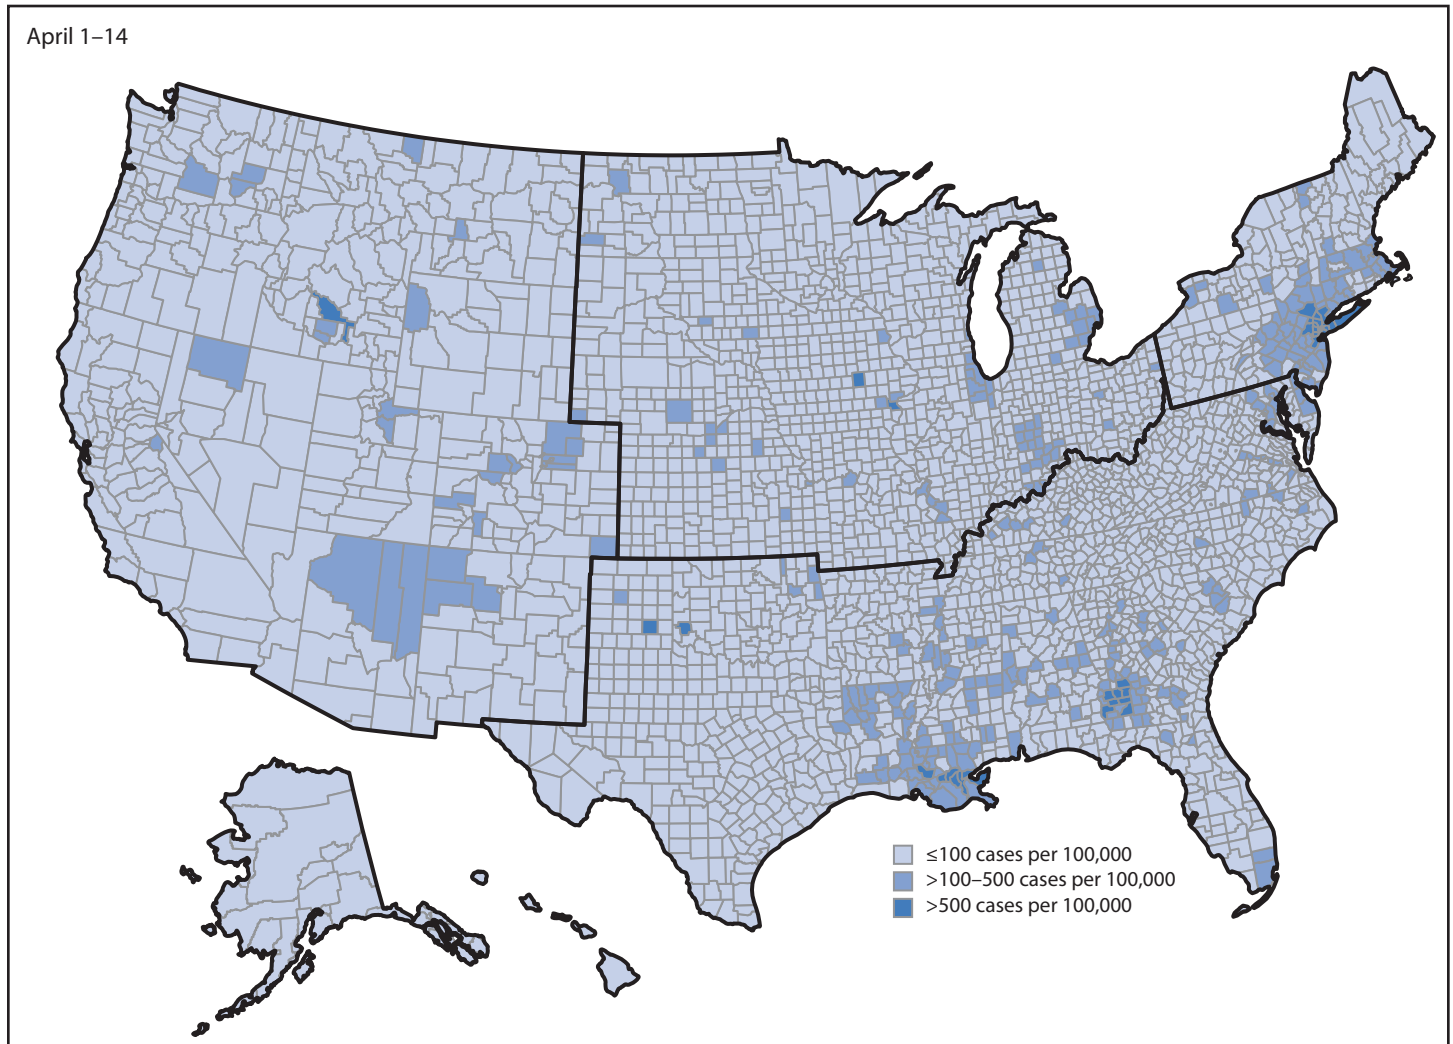 April 1–14
≤100 cases per 100,000
>100–500 cases per 100,000
>500 cases per 100,000